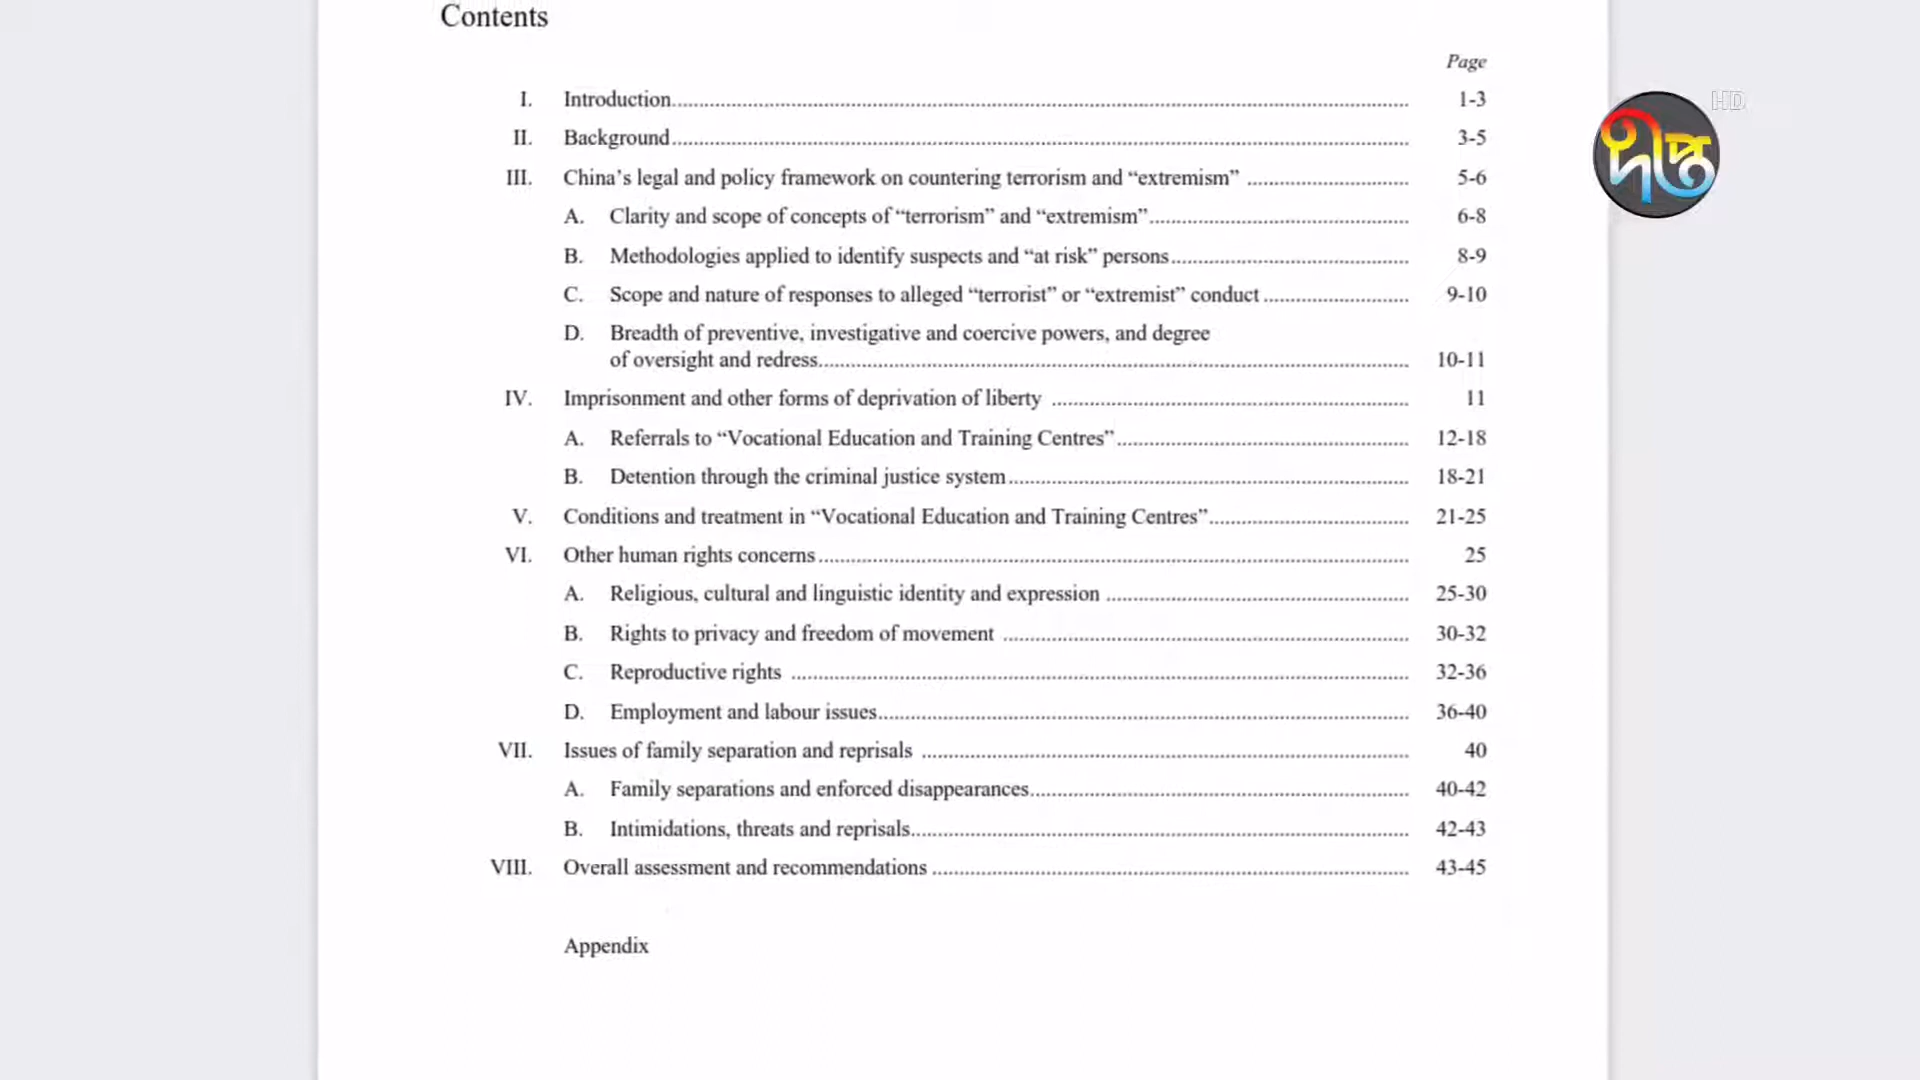 Contents
Page
I. Introduction........ 1-3
II. Background........ 3-5
III. China’s legal and policy framework on countering terrorism and “extremism” ........ 5-6
A. Clarity and scope of concepts of “terrorism” and “extremism”........ 6-8
B. Methodologies applied to identify suspects and “at risk” persons........ 8-9
C. Scope and nature of responses to alleged “terrorist” or “extremist” conduct ........ 9-10
D. Breadth of preventive, investigative and coercive powers, and degree
of oversight and redress........ 10-11
IV. Imprisonment and other forms of deprivation of liberty ........ 11
A. Referrals to “Vocational Education and Training Centres”........ 12-18
B. Detention through the criminal justice system........ 18-21
V. Conditions and treatment in “Vocational Education and Training Centres”........ 21-25
VI. Other human rights concerns........ 25
A. Religious, cultural and linguistic identity and expression ........ 25-30
B. Rights to privacy and freedom of movement ........ 30-32
C. Reproductive rights ........ 32-36
D. Employment and labour issues........ 36-40
VII. Issues of family separation and reprisals ........ 40
A. Family separations and enforced disappearances........ 40-42
B. Intimidations, threats and reprisals........ 42-43
VIII. Overall assessment and recommendations ........ 43-45
Appendix
HD
দীপ্ত